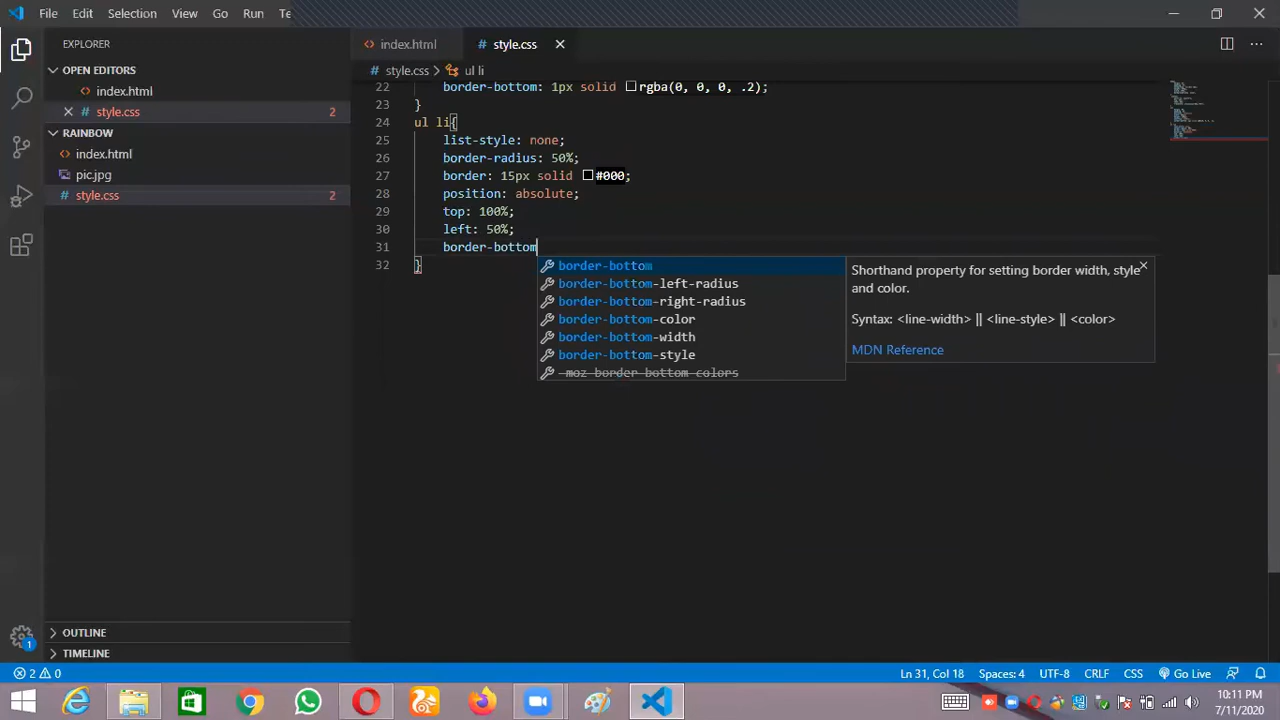 File Edit Selection View Go Run Te
EXPLORER
index.html
style.css
OPEN EDITORS
index.html
style.css 2
RAINBOW
index.html
pic.jpg
style.css 2
style.css > ul li
22 border-bottom: 1px solid rgba(0, 0, 0, .2);
23 }
24 ul li{
25 list-style: none;
26 border-radius: 50%;
27 border: 15px solid #000;
28 position: absolute;
29 top: 100%;
30 left: 50%;
31 border-bottom
32 }
border-bottom
border-bottom-left-radius
border-bottom-right-radius
border-bottom-color
border-bottom-width
border-bottom-style
-moz-border-bottom-colors
Shorthand property for setting border width, style
and color.
Syntax: <line-width> || <line-style> || <color>
MDN Reference
OUTLINE
TIMELINE
1
2 0
Ln 31, Col 18 Spaces: 4 UTF-8 CRLF CSS Go Live
10:11 PM
7/11/2020